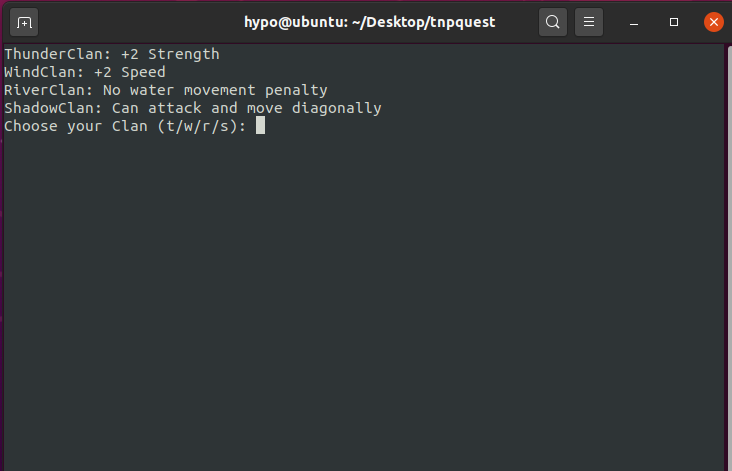 hypo@ubuntu: ~/Desktop/tnpquest
ThunderClan: +2 Strength
WindClan: +2 Speed
RiverClan: No water movement penalty
ShadowClan: Can attack and move diagonally
Choose your Clan (t/w/r/s):